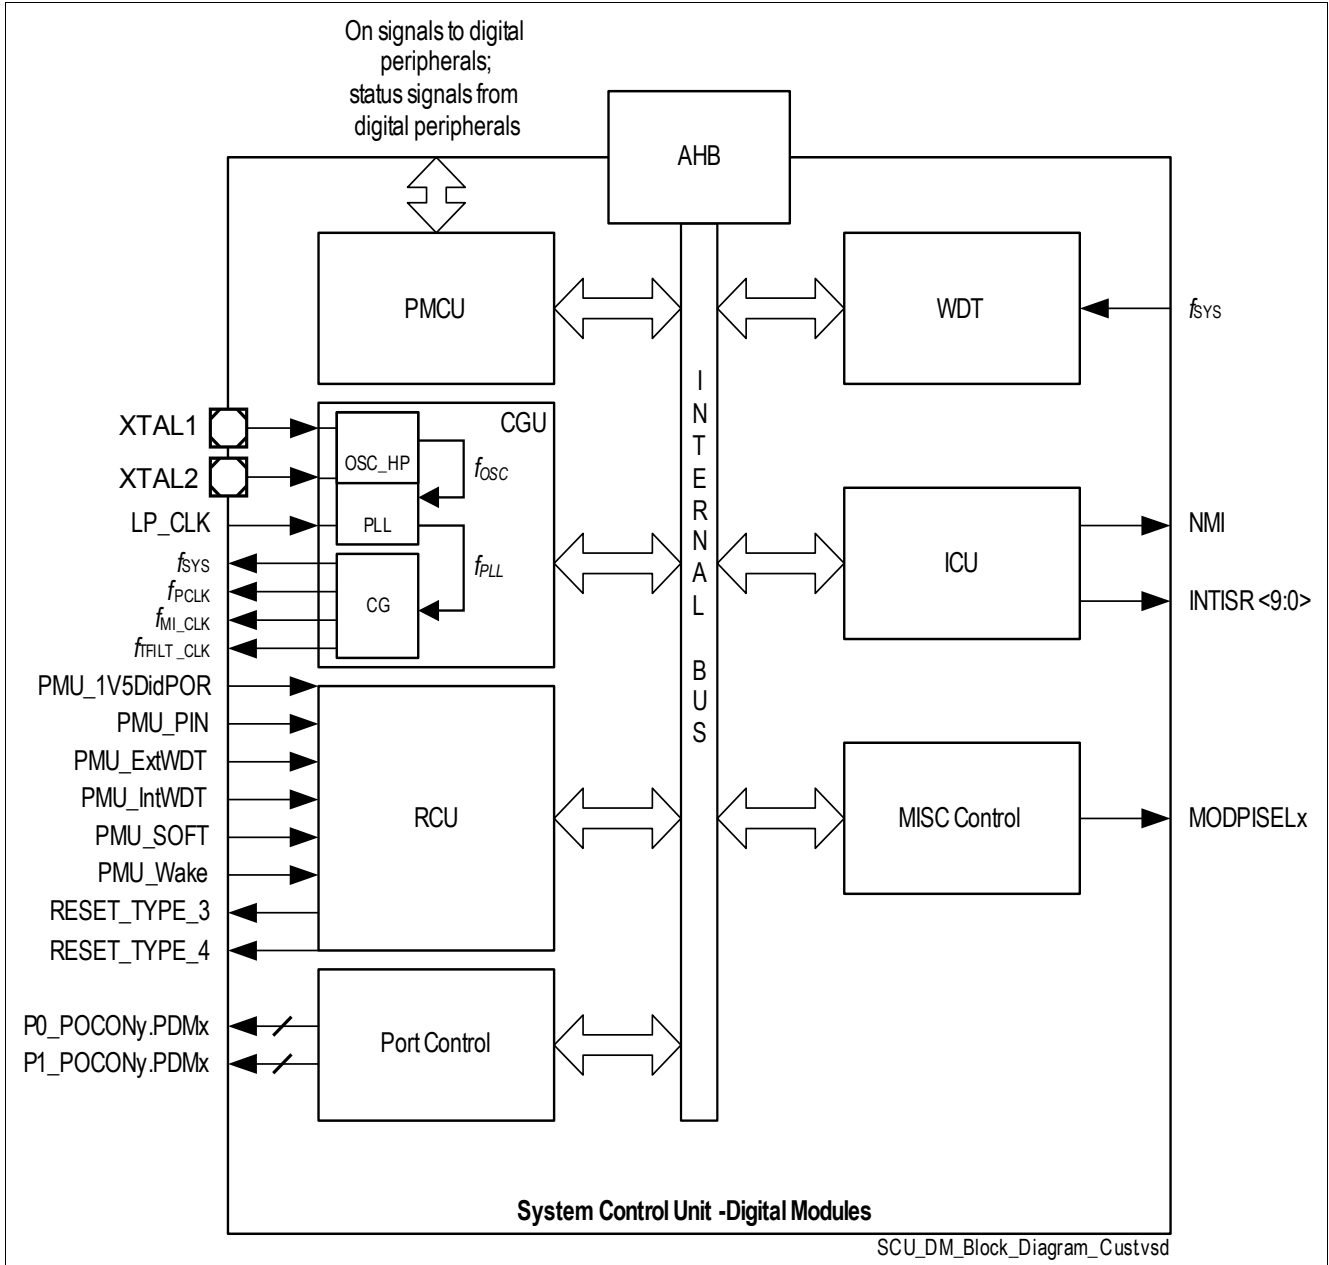 On signals to digital
peripherals;
status signals from
digital peripherals
AHB
PMCU
WDT
fSYS
INTERNAL BUS
XTAL1
XTAL2
LP_CLK
fSYS
fPCLK
fMI_CLK
fTFILT_CLK
CGU
OSC_HP
fOSC
PLL
fPLL
CG
ICU
NMI
INTISR<9:0>
PMU_1V5DidPOR
PMU_PIN
PMU_ExtWDT
PMU_IntWDT
PMU_SOFT
PMU_Wake
RESET_TYPE_3
RESET_TYPE_4
RCU
MISC Control
MODPISELx
P0_POCONy.PDMx
P1_POCONy.PDMx
Port Control
System Control Unit -Digital Modules
SCU_DM_Block_Diagram_Custvsd